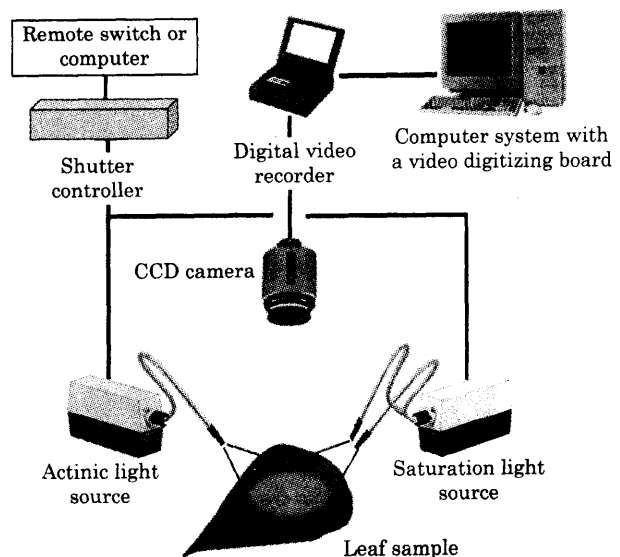 Remote switch or
computer
Shutter
controller
Digital video
recorder
Computer system with
a video digitizing board
CCD camera
Actinic light
source
Saturation light
source
Leaf sample